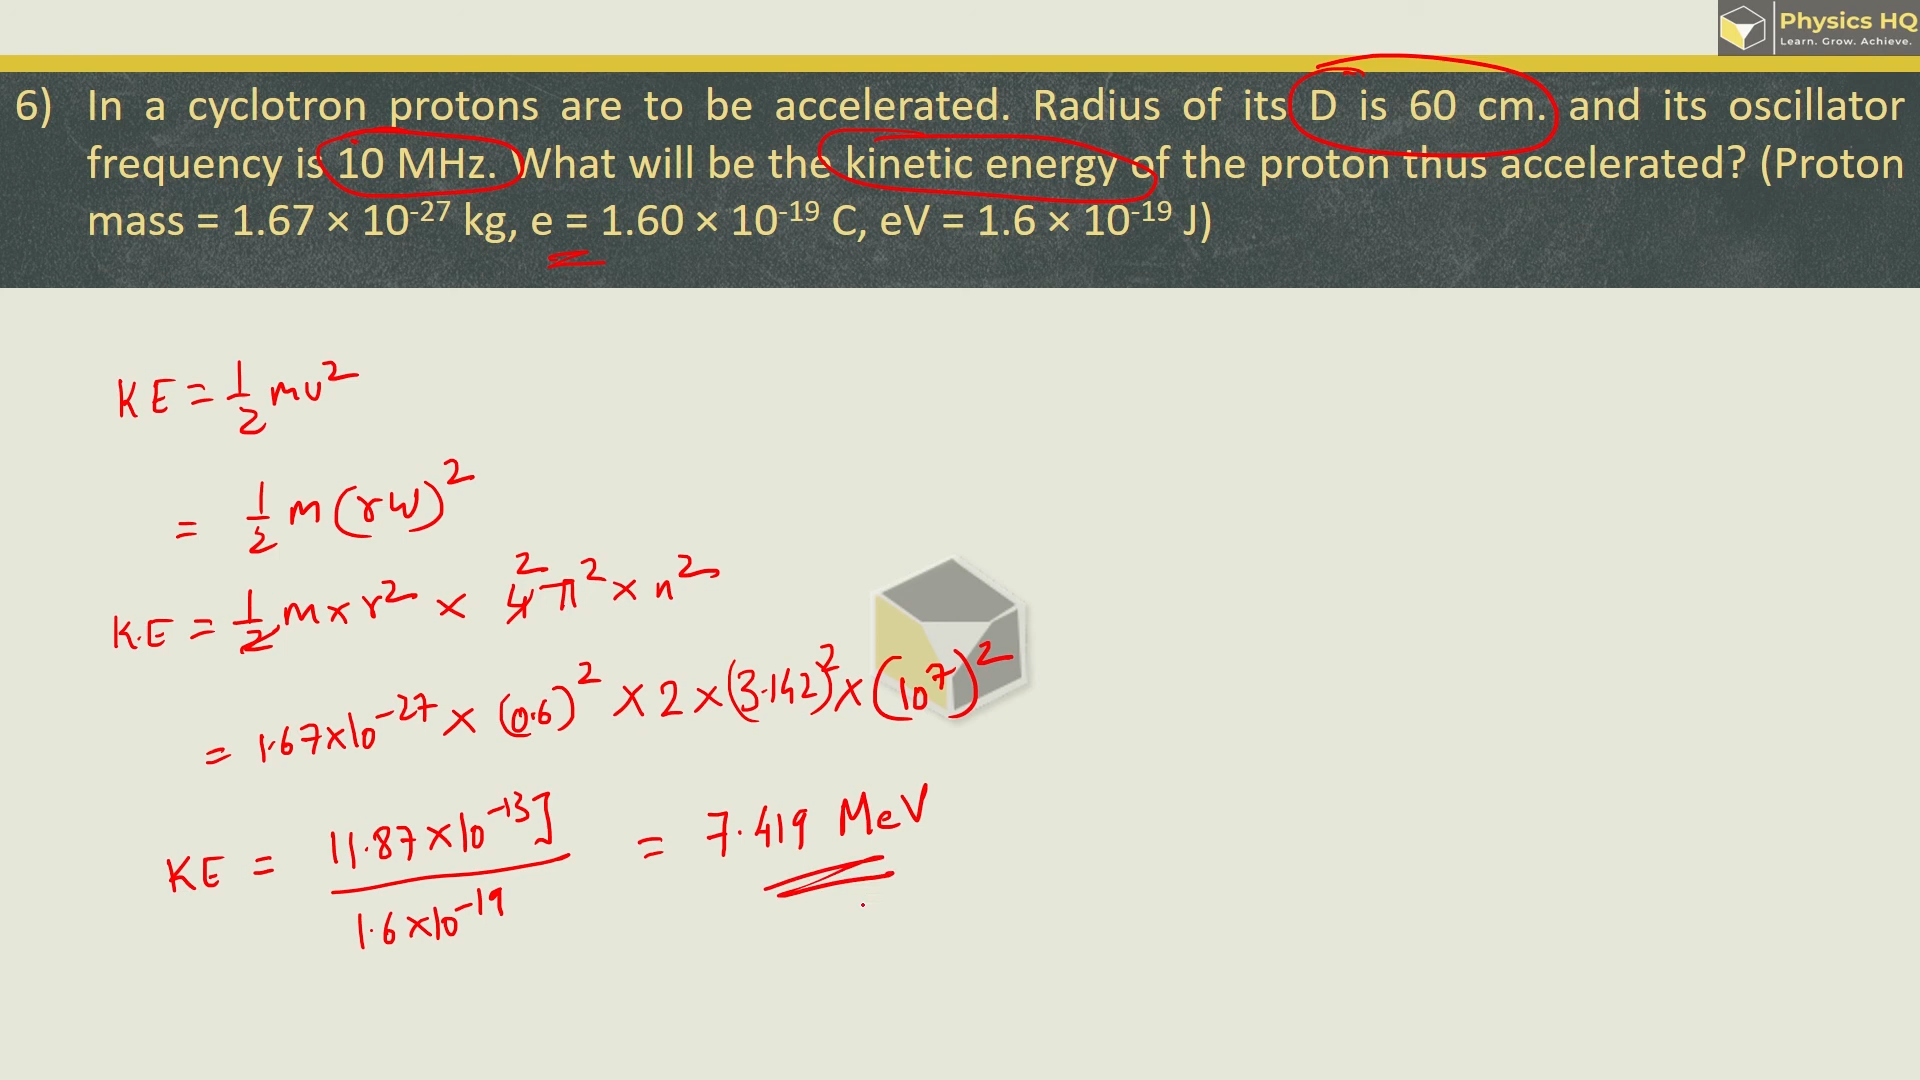 Physics HQ
Learn. Grow. Achieve.
6) In a cyclotron protons are to be accelerated. Radius of its D is 60 cm. and its oscillator
frequency is 10 MHz. What will be the kinetic energy of the proton thus accelerated? (Proton
mass = 1.67 × 10⁻²⁷ kg, e = 1.60 × 10⁻¹⁹ C, eV = 1.6 × 10⁻¹⁹ J)
KE = 1/2 mv²
= 1/2 m (rω)²
K.E = 1/2 m × r² × 4 2 π² × n²
= 1.67×10⁻²⁷ × (0.6)² × 2 × (3.142)² × (10⁷)²
KE = 11.87×10⁻¹³ J / 1.6×10⁻¹⁹ = 7.419 MeV